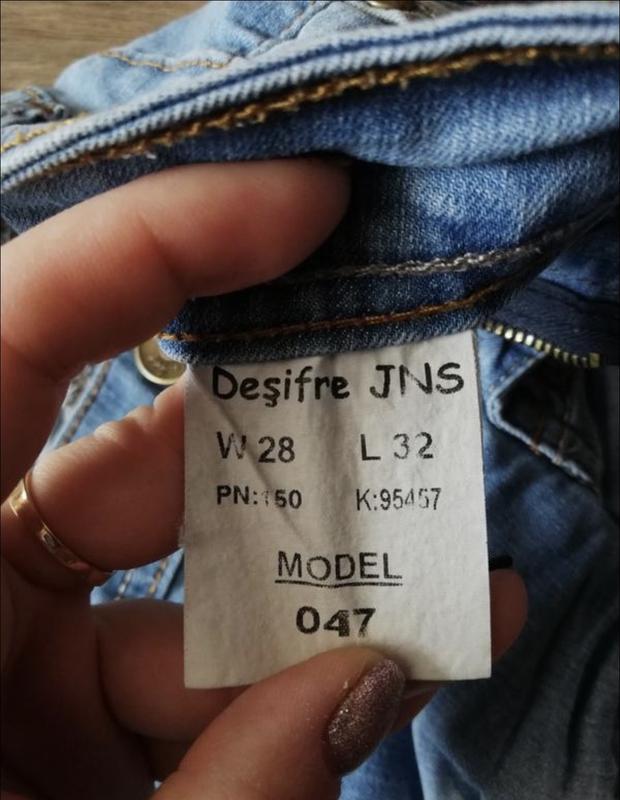 Deşifre JNS
W 28 L 32
PN:150 K:95457
MODEL
047